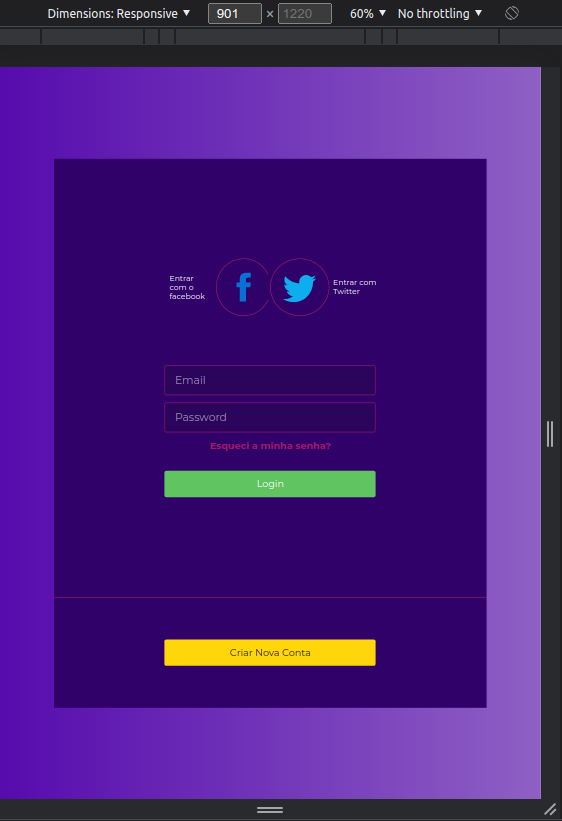 Dimensions: Responsive 901 × 1220 60% No throttling
Entrar
com o
facebook
f
Entrar com
Twitter
Email
Password
Esqueci a minha senha?
Login
Criar Nova Conta